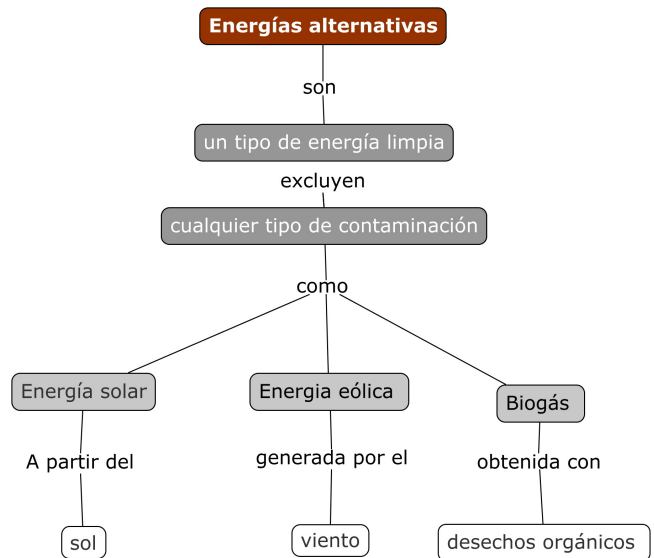 Energías alternativas
son
un tipo de energía limpia
excluyen
cualquier tipo de contaminación
como
Energía solar
Energia eólica
Biogás
A partir del
generada por el
obtenida con
sol
viento
desechos orgánicos